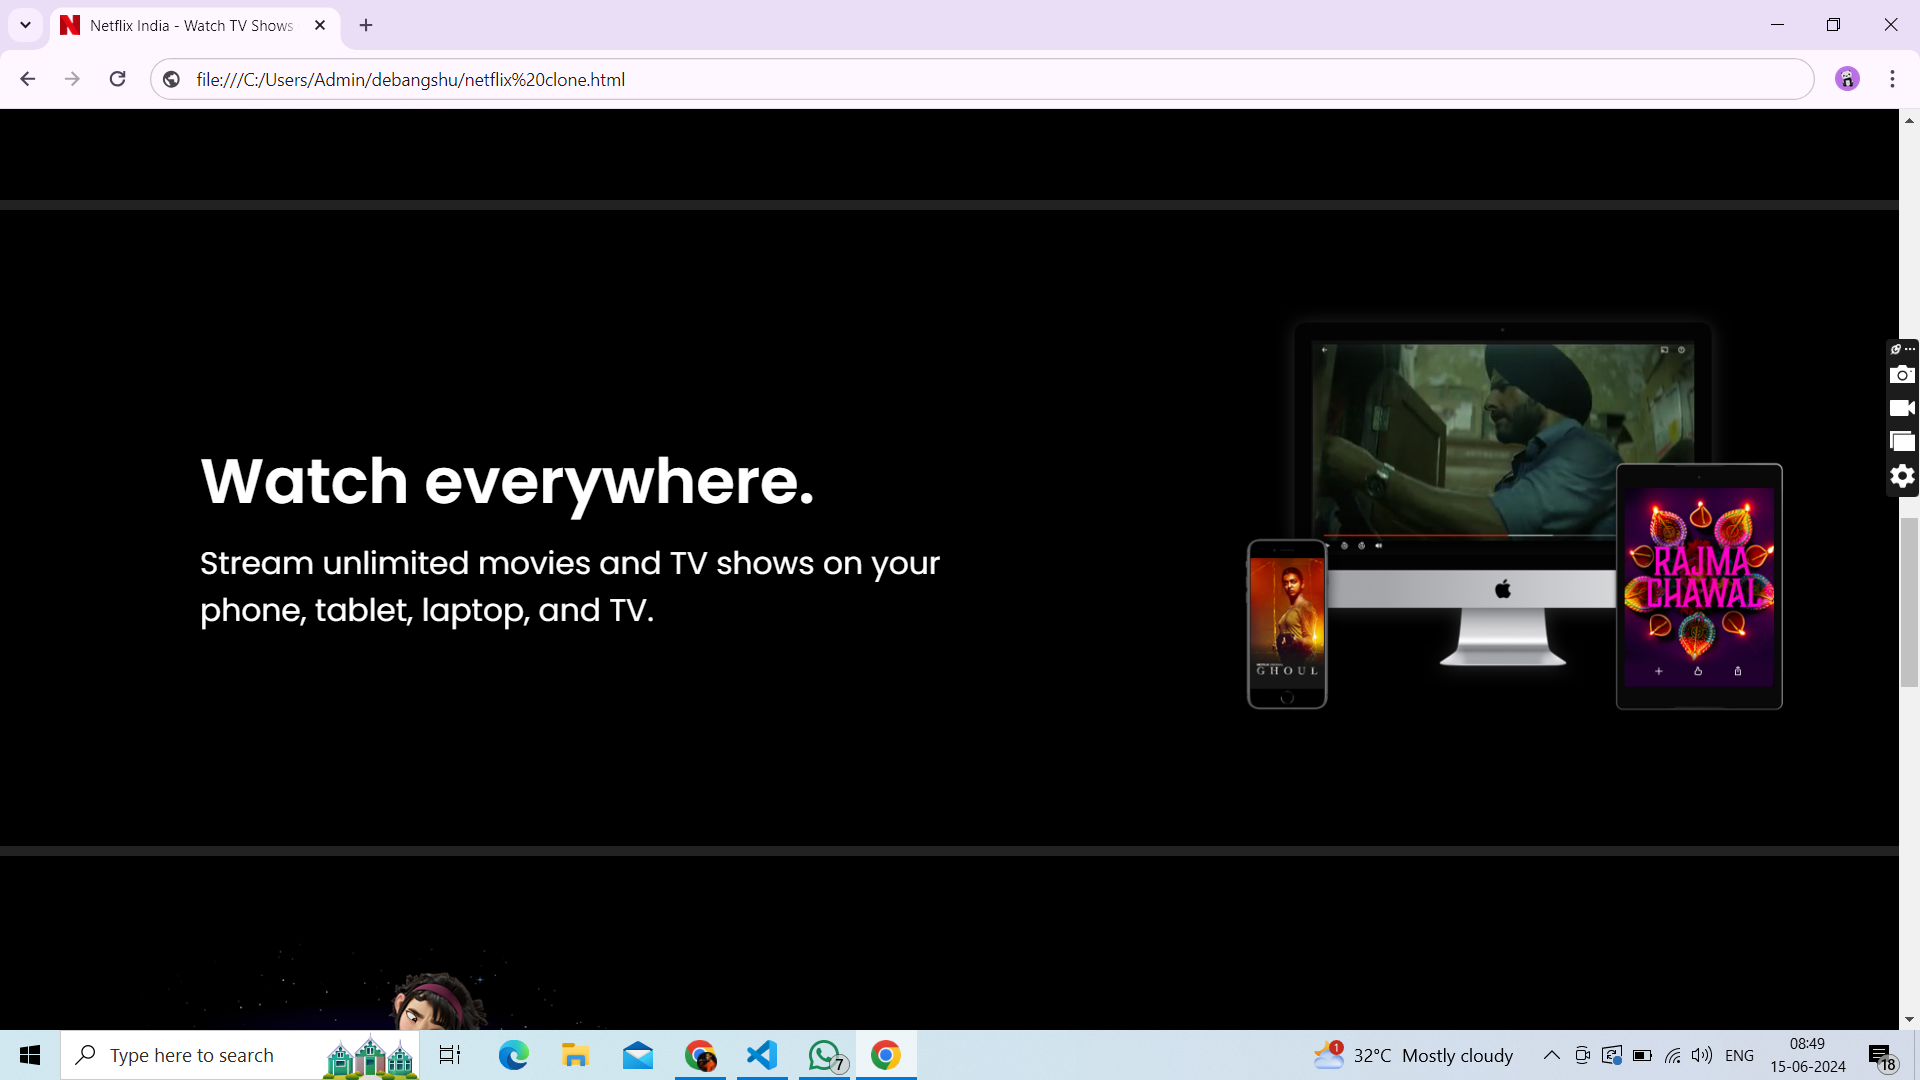 Netflix India - Watch TV Shows
file:///C:/Users/Admin/debangshu/netflix%20clone.html
Watch everywhere.
Stream unlimited movies and TV shows on your
phone, tablet, laptop, and TV.
RAJMA
CHAWAL
GHOUL
Type here to search
7
1
32°C Mostly cloudy
ENG
08:49
15-06-2024
18